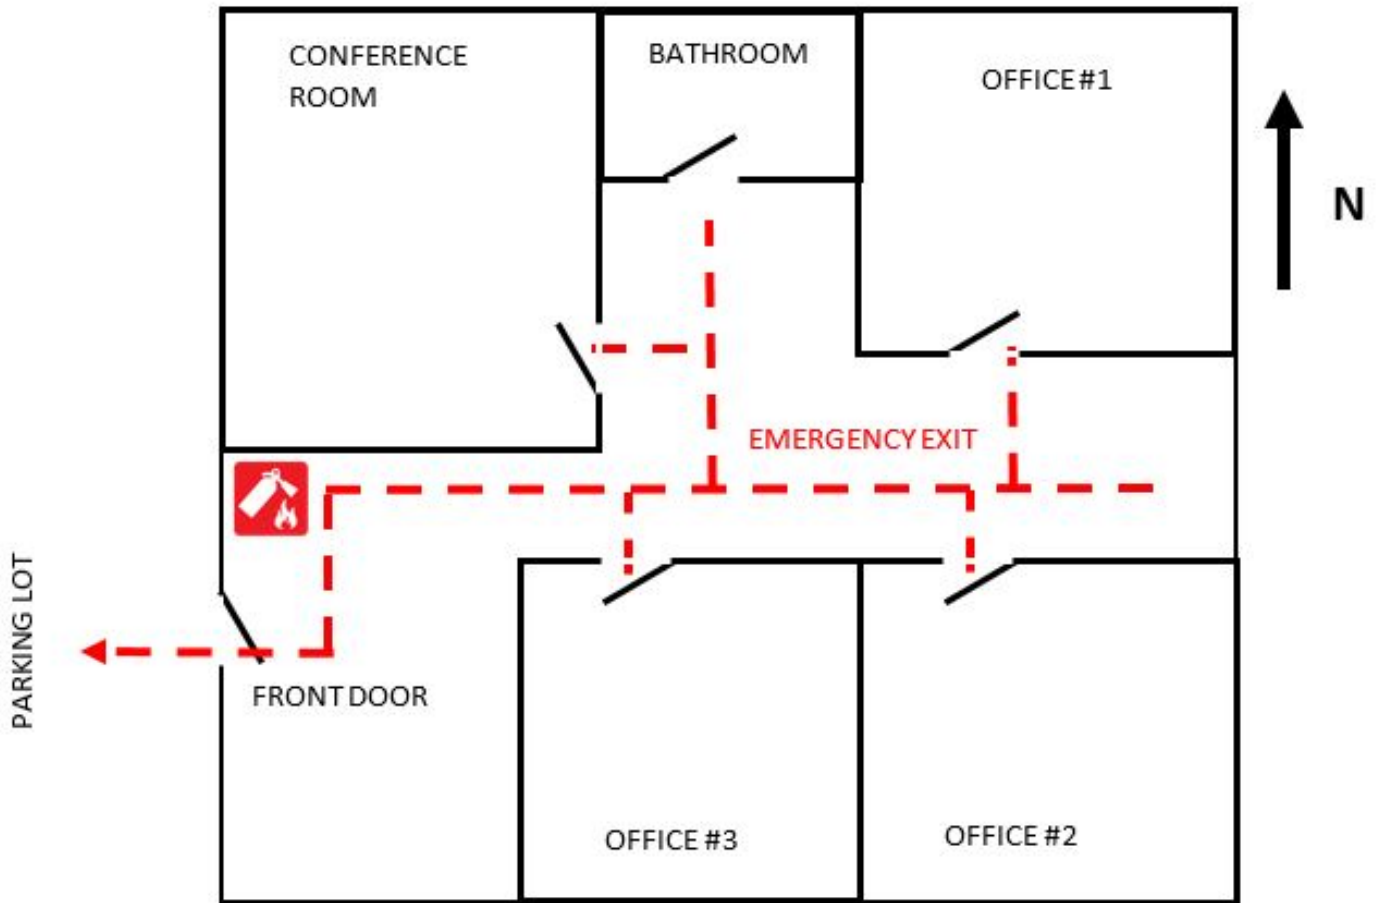 CONFERENCE
ROOM
BATHROOM
OFFICE #1
N
EMERGENCY EXIT
PARKING LOT
FRONT DOOR
OFFICE #3
OFFICE #2